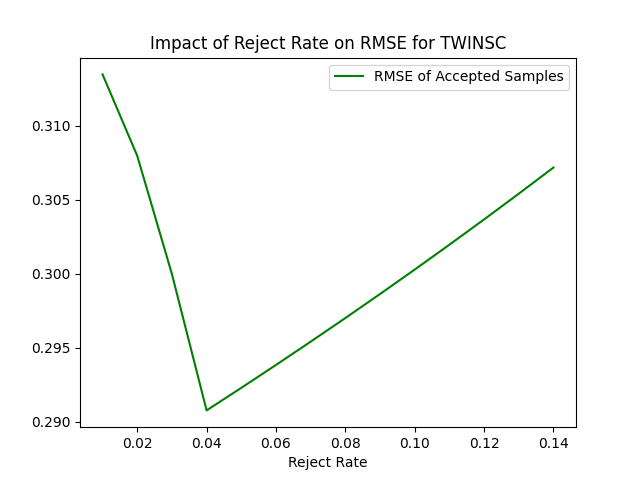 Impact of Reject Rate on RMSE for TWINSC
RMSE of Accepted Samples
0.310
0.305
0.300
0.295
0.290
0.02 0.04 0.06 0.08 0.10 0.12 0.14
Reject Rate